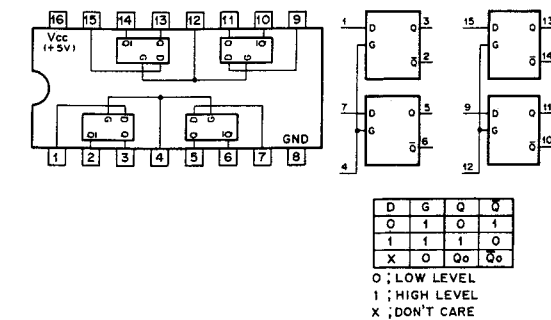 16 15 14 13 12 11 10 9
Vcc
(+5V)
Q̄ Q D G
G D Q Q̄
Q̄ Q D G
G D Q Q̄
GND
1 2 3 4 5 6 7 8
1 D Q 3
G Q̄ 2
7 D Q 5
G Q̄ 6
4
15 D Q 13
G Q̄ 14
9 D Q 11
G Q̄ 10
12
D G Q Q̄
0 1 0 1
1 1 1 0
X 0 Qo Q̄o
0 ; LOW LEVEL
1 ; HIGH LEVEL
X ; DON'T CARE